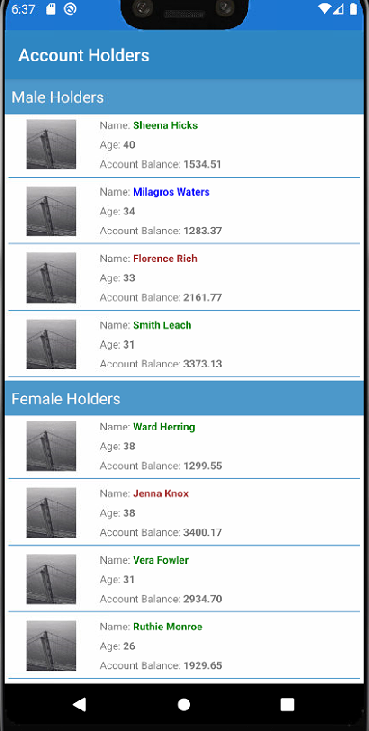 6:37
Account Holders
Male Holders
Name: Sheena Hicks
Age: 40
Account Balance: 1534.51
Name: Milagros Waters
Age: 34
Account Balance: 1283.37
Name: Florence Rich
Age: 33
Account Balance: 2161.77
Name: Smith Leach
Age: 31
Account Balance: 3373.13
Female Holders
Name: Ward Herring
Age: 38
Account Balance: 1299.55
Name: Jenna Knox
Age: 38
Account Balance: 3400.17
Name: Vera Fowler
Age: 31
Account Balance: 2934.70
Name: Ruthie Monroe
Age: 26
Account Balance: 1929.65